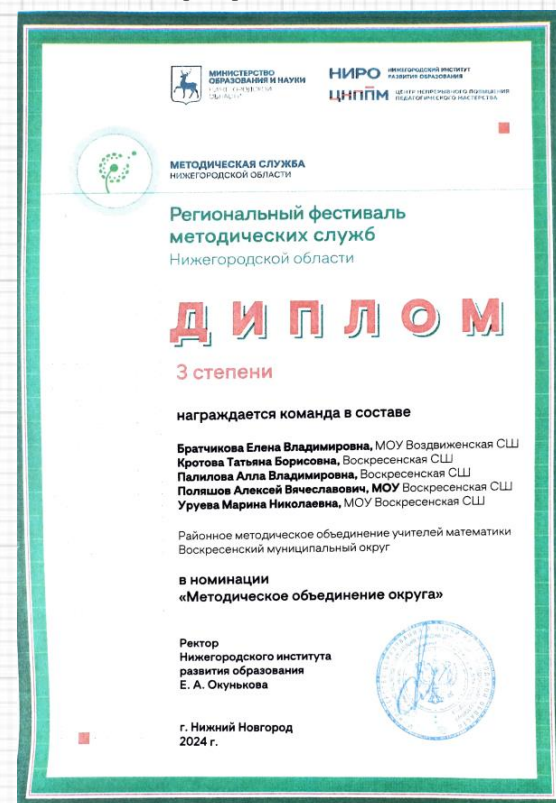 МИНИСТЕРСТВО
ОБРАЗОВАНИЯ И НАУКИ
НИРО
НИЖЕГОРОДСКИЙ ИНСТИТУТ
РАЗВИТИЯ ОБРАЗОВАНИЯ
ЦНППМ
ЦЕНТР НЕПРЕРЫВНОГО ПОВЫШЕНИЯ
ПЕДАГОГИЧЕСКОГО МАСТЕРСТВА
МЕТОДИЧЕСКАЯ СЛУЖБА
НИЖЕГОРОДСКОЙ ОБЛАСТИ
Региональный фестиваль
методических служб
Нижегородской области
ДИПЛОМ
3 степени
награждается команда в составе
Братчикова Елена Владимировна, МОУ Воздвиженская СШ
Кротова Татьяна Борисовна, Воскресенская СШ
Палилова Алла Владимировна, Воскресенская СШ
Поляшов Алексей Вячеславович, МОУ Воскресенская СШ
Уруева Марина Николаевна, МОУ Воскресенская СШ
Районное методическое объединение учителей математики
Воскресенский муниципальный округ
в номинации
«Методическое объединение округа»
Ректор
Нижегородского института
развития образования
Е. А. Окунькова
г. Нижний Новгород
2024 г.